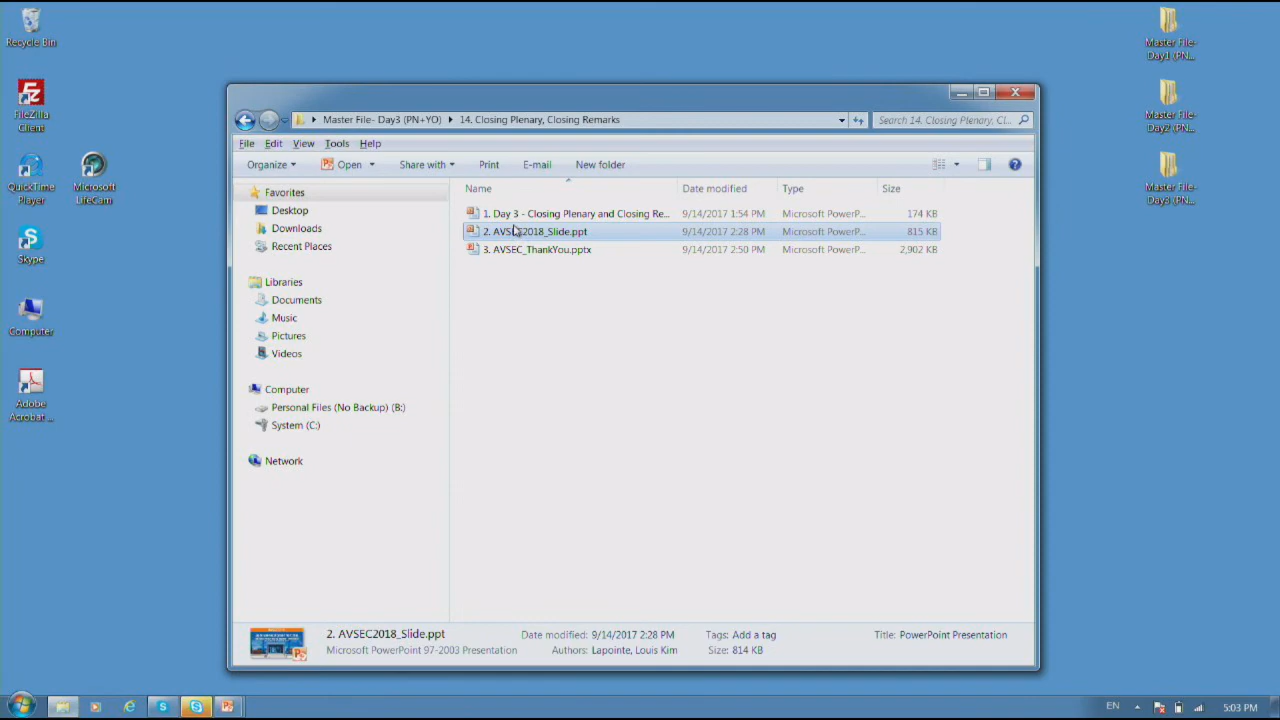 Recycle Bin
FileZilla
Client
QuickTime
Player
Microsoft
LifeCam
Skype
Computer
Adobe
Acrobat ...
Master File-
Day1 (PN...
Master File-
Day2 (PN...
Master File-
Day3 (PN...
Master File- Day3 (PN+YO) 14. Closing Plenary, Closing Remarks
Search 14. Closing Plenary, Cl...
File Edit View Tools Help
Organize Open Share with Print E-mail New folder
Favorites
Desktop
Downloads
Recent Places
Libraries
Documents
Music
Pictures
Videos
Computer
Personal Files (No Backup) (B:)
System (C:)
Network
Name Date modified Type Size
1. Day 3 - Closing Plenary and Closing Re... 9/14/2017 1:54 PM Microsoft PowerP... 174 KB
2. AVSEC2018_Slide.ppt 9/14/2017 2:28 PM Microsoft PowerP... 815 KB
3. AVSEC_ThankYou.pptx 9/14/2017 2:50 PM Microsoft PowerP... 2,902 KB
2. AVSEC2018_Slide.ppt Date modified: 9/14/2017 2:28 PM Tags: Add a tag Title: PowerPoint Presentation
Microsoft PowerPoint 97-2003 Presentation Authors: Lapointe, Louis Kim Size: 814 KB
EN 5:03 PM